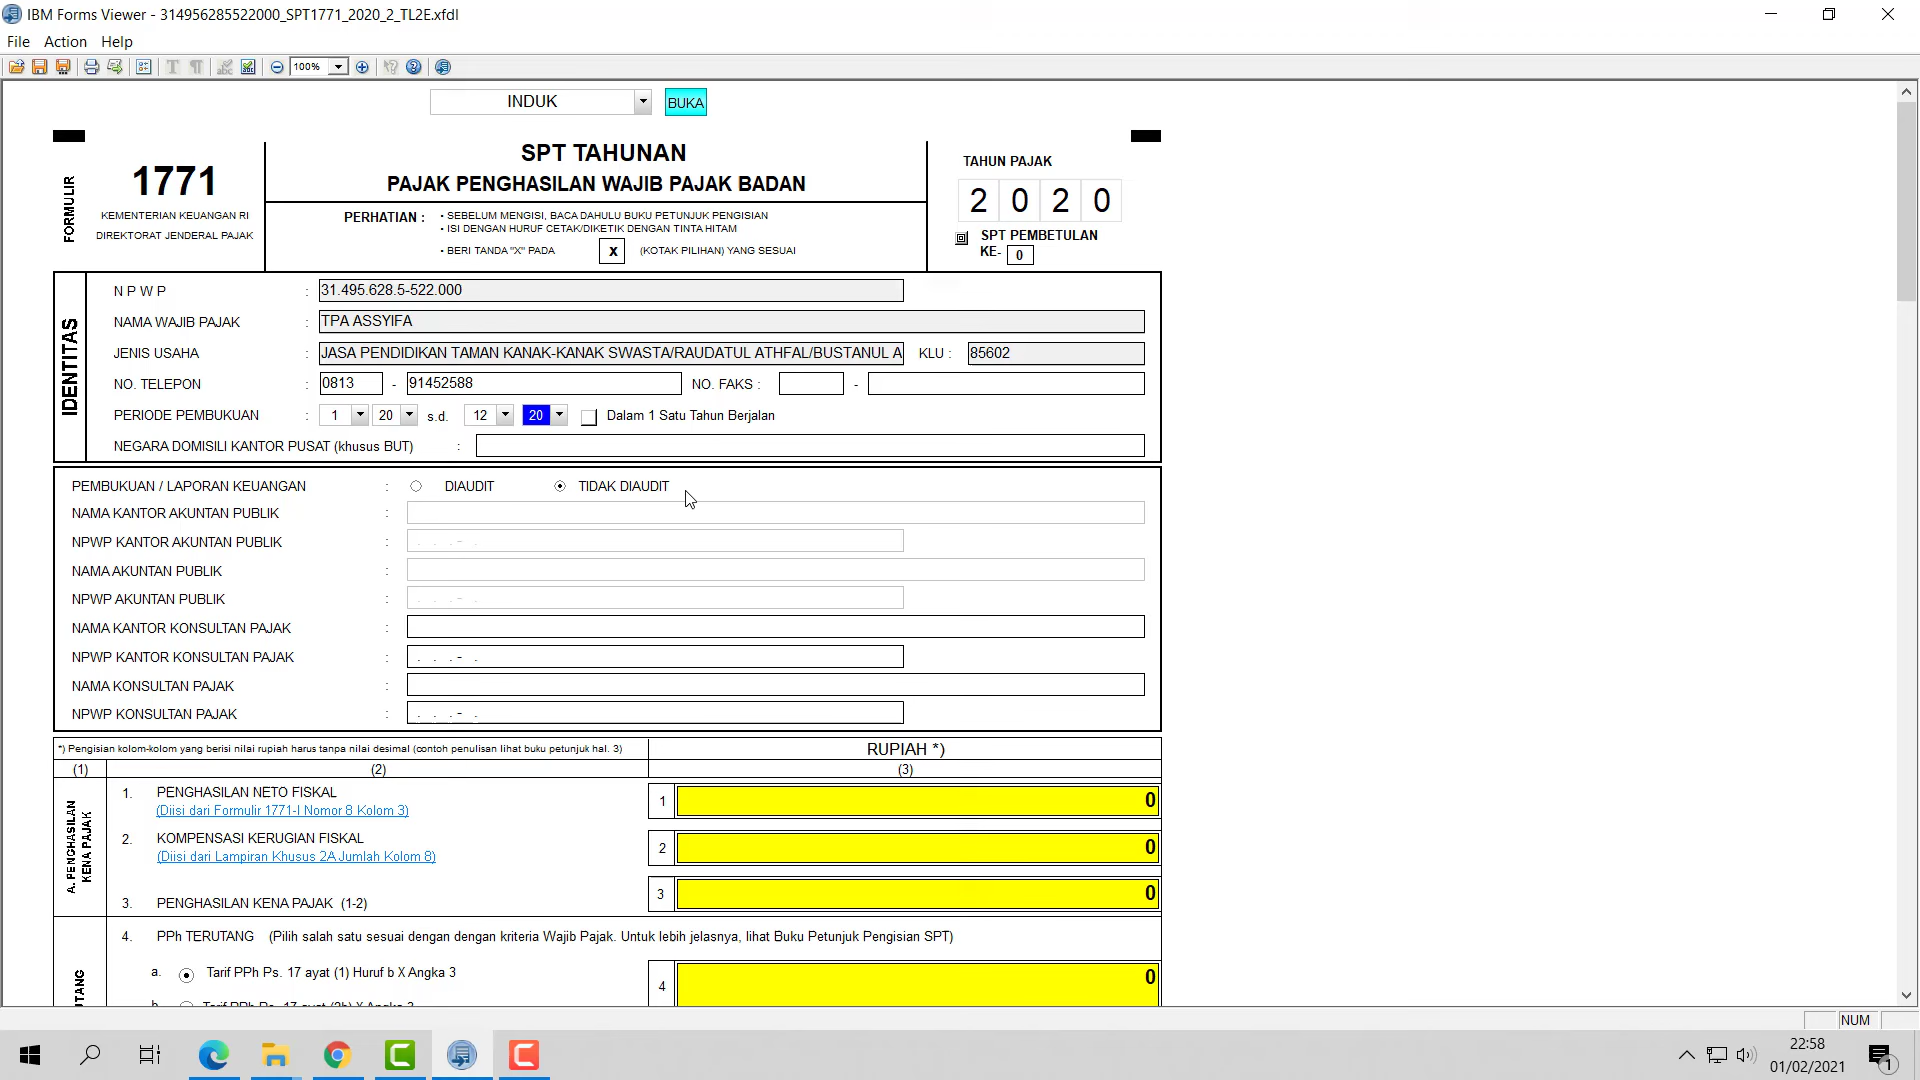 IBM Forms Viewer - 314956285522000_SPT1771_2020_2_TL2E.xfdl
File Action Help
100%
INDUK BUKA
FORMULIR
1771
KEMENTERIAN KEUANGAN RI
DIREKTORAT JENDERAL PAJAK
SPT TAHUNAN
PAJAK PENGHASILAN WAJIB PAJAK BADAN
PERHATIAN : • SEBELUM MENGISI, BACA DAHULU BUKU PETUNJUK PENGISIAN
• ISI DENGAN HURUF CETAK/DIKETIK DENGAN TINTA HITAM
• BERI TANDA "X" PADA X (KOTAK PILIHAN) YANG SESUAI
TAHUN PAJAK
2 0 2 0
SPT PEMBETULAN
KE- 0
IDENTITAS
N P W P : 31.495.628.5-522.000
NAMA WAJIB PAJAK : TPA ASSYIFA
JENIS USAHA : JASA PENDIDIKAN TAMAN KANAK-KANAK SWASTA/RAUDATUL ATHFAL/BUSTANUL A KLU : 85602
NO. TELEPON : 0813 - 91452588 NO. FAKS : -
PERIODE PEMBUKUAN : 1 20 s.d. 12 20 Dalam 1 Satu Tahun Berjalan
NEGARA DOMISILI KANTOR PUSAT (khusus BUT) :
PEMBUKUAN / LAPORAN KEUANGAN : DIAUDIT TIDAK DIAUDIT
NAMA KANTOR AKUNTAN PUBLIK :
NPWP KANTOR AKUNTAN PUBLIK : . . .- .
NAMA AKUNTAN PUBLIK :
NPWP AKUNTAN PUBLIK : . . .- .
NAMA KANTOR KONSULTAN PAJAK :
NPWP KANTOR KONSULTAN PAJAK : . . .- .
NAMA KONSULTAN PAJAK :
NPWP KONSULTAN PAJAK : . . .- .
*) Pengisian kolom-kolom yang berisi nilai rupiah harus tanpa nilai desimal (contoh penulisan lihat buku petunjuk hal. 3) RUPIAH *)
(1) (2) (3)
A. PENGHASILAN
KENA PAJAK
1. PENGHASILAN NETO FISKAL 1 0
(Diisi dari Formulir 1771-I Nomor 8 Kolom 3)
2. KOMPENSASI KERUGIAN FISKAL 2 0
(Diisi dari Lampiran Khusus 2A Jumlah Kolom 8)
3. PENGHASILAN KENA PAJAK (1-2) 3 0
4. PPh TERUTANG (Pilih salah satu sesuai dengan dengan kriteria Wajib Pajak. Untuk lebih jelasnya, lihat Buku Petunjuk Pengisian SPT)
a. Tarif PPh Ps. 17 ayat (1) Huruf b X Angka 3 4 0
UTANG
b. Tarif PPh Ps. 17 ayat (2b) X Angka 3
NUM
22:58
01/02/2021
1